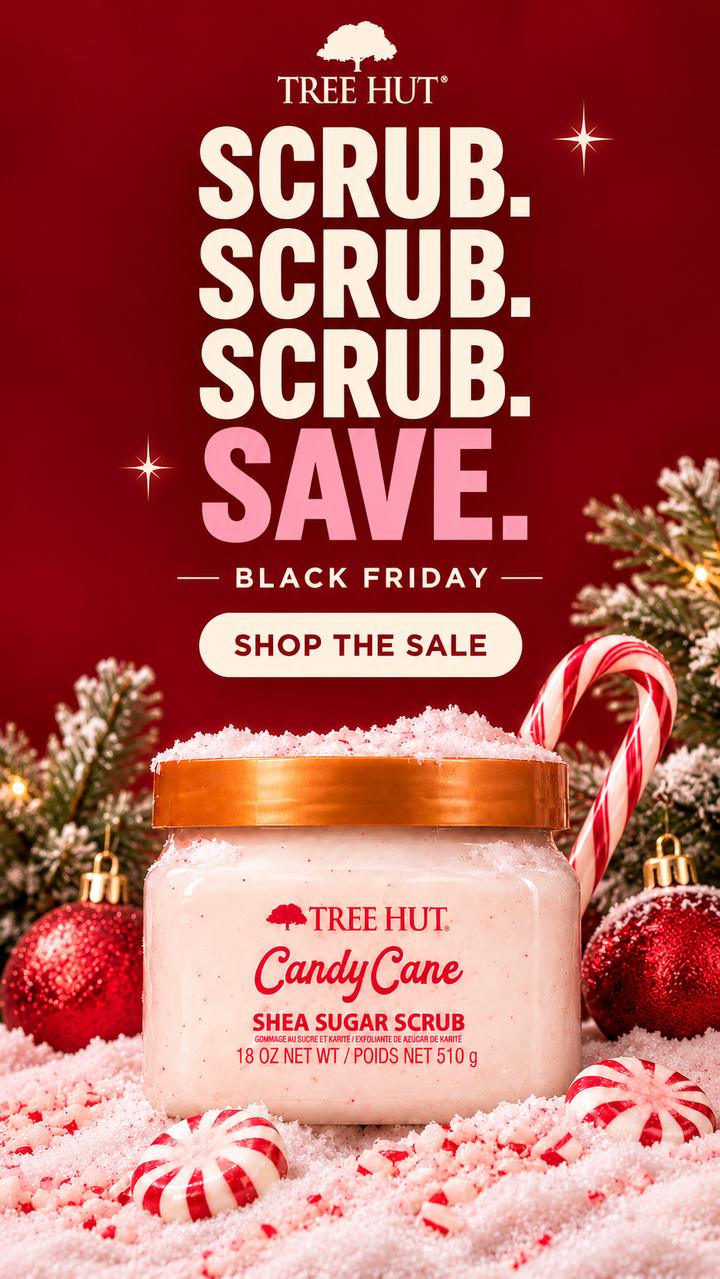 TREE HUT®
SCRUB.
SCRUB.
SCRUB.
SAVE.
BLACK FRIDAY
SHOP THE SALE
TREE HUT®
Candy Cane
SHEA SUGAR SCRUB
GOMMAGE AU SUCRE ET KARITÉ / EXFOLIANTE DE AZÚCAR DE KARITÉ
18 OZ NET WT / POIDS NET 510 g